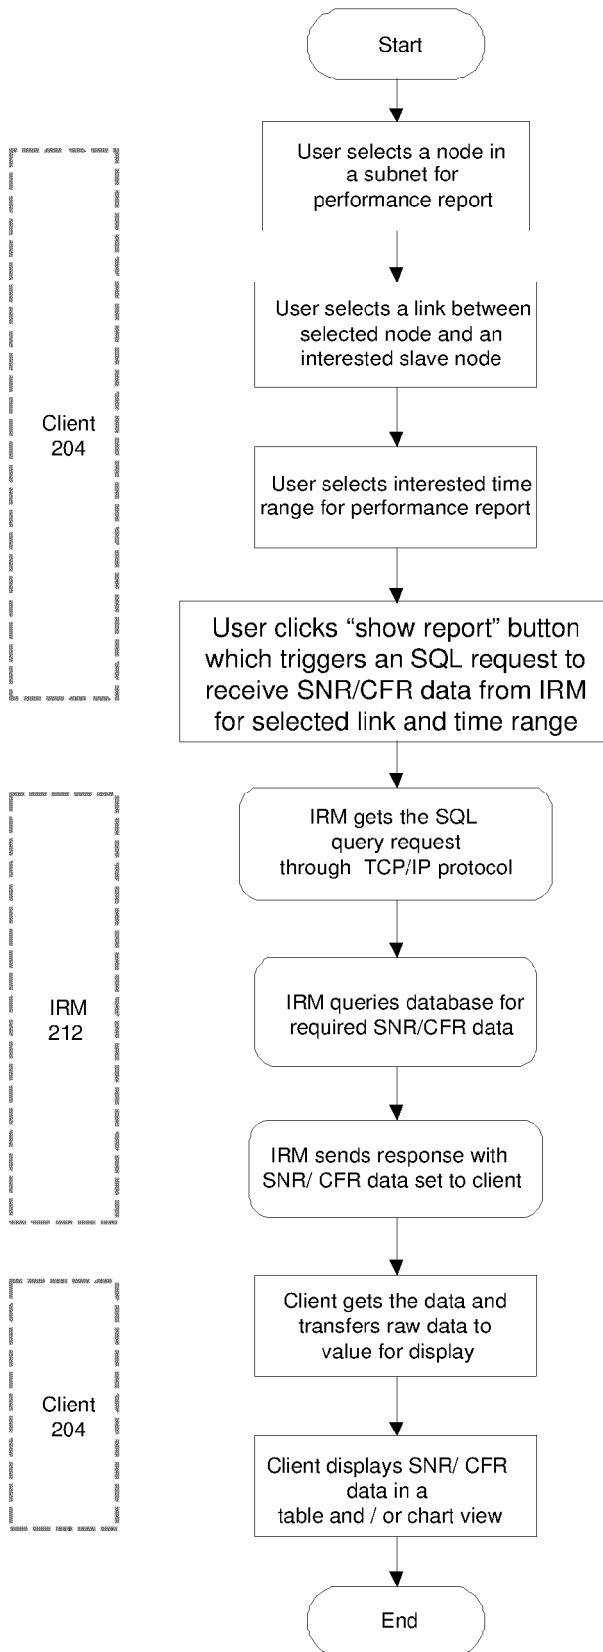 Start
User selects a node in
a subnet for
performance report
User selects a link between
selected node and an
interested slave node
Client
204
User selects interested time
range for performance report
User clicks “show report” button
which triggers an SQL request to
receive SNR/CFR data from IRM
for selected link and time range
IRM gets the SQL
query request
through TCP/IP protocol
IRM
212
IRM queries database for
required SNR/CFR data
IRM sends response with
SNR/ CFR data set to client
Client gets the data and
transfers raw data to
value for display
Client
204
Client displays SNR/ CFR
data in a
table and / or chart view
End